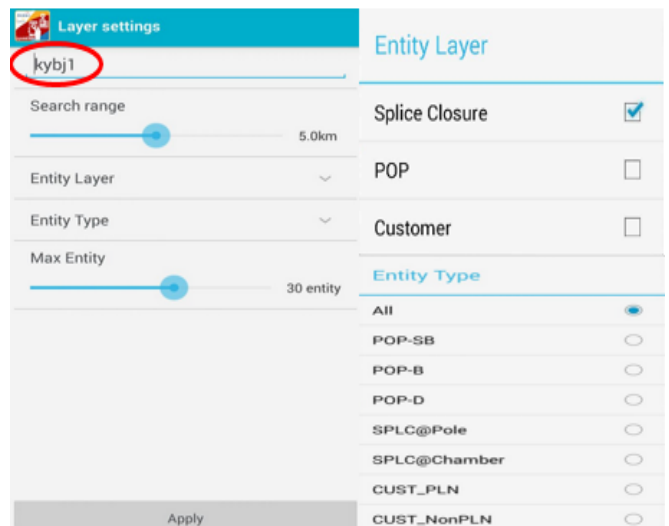 Layer settings
kybj1
Search range
5.0km
Entity Layer
Entity Type
Max Entity
30 entity
Apply
Entity Layer
Splice Closure
POP
Customer
Entity Type
All
POP-SB
POP-B
POP-D
SPLC@Pole
SPLC@Chamber
CUST_PLN
CUST_NonPLN